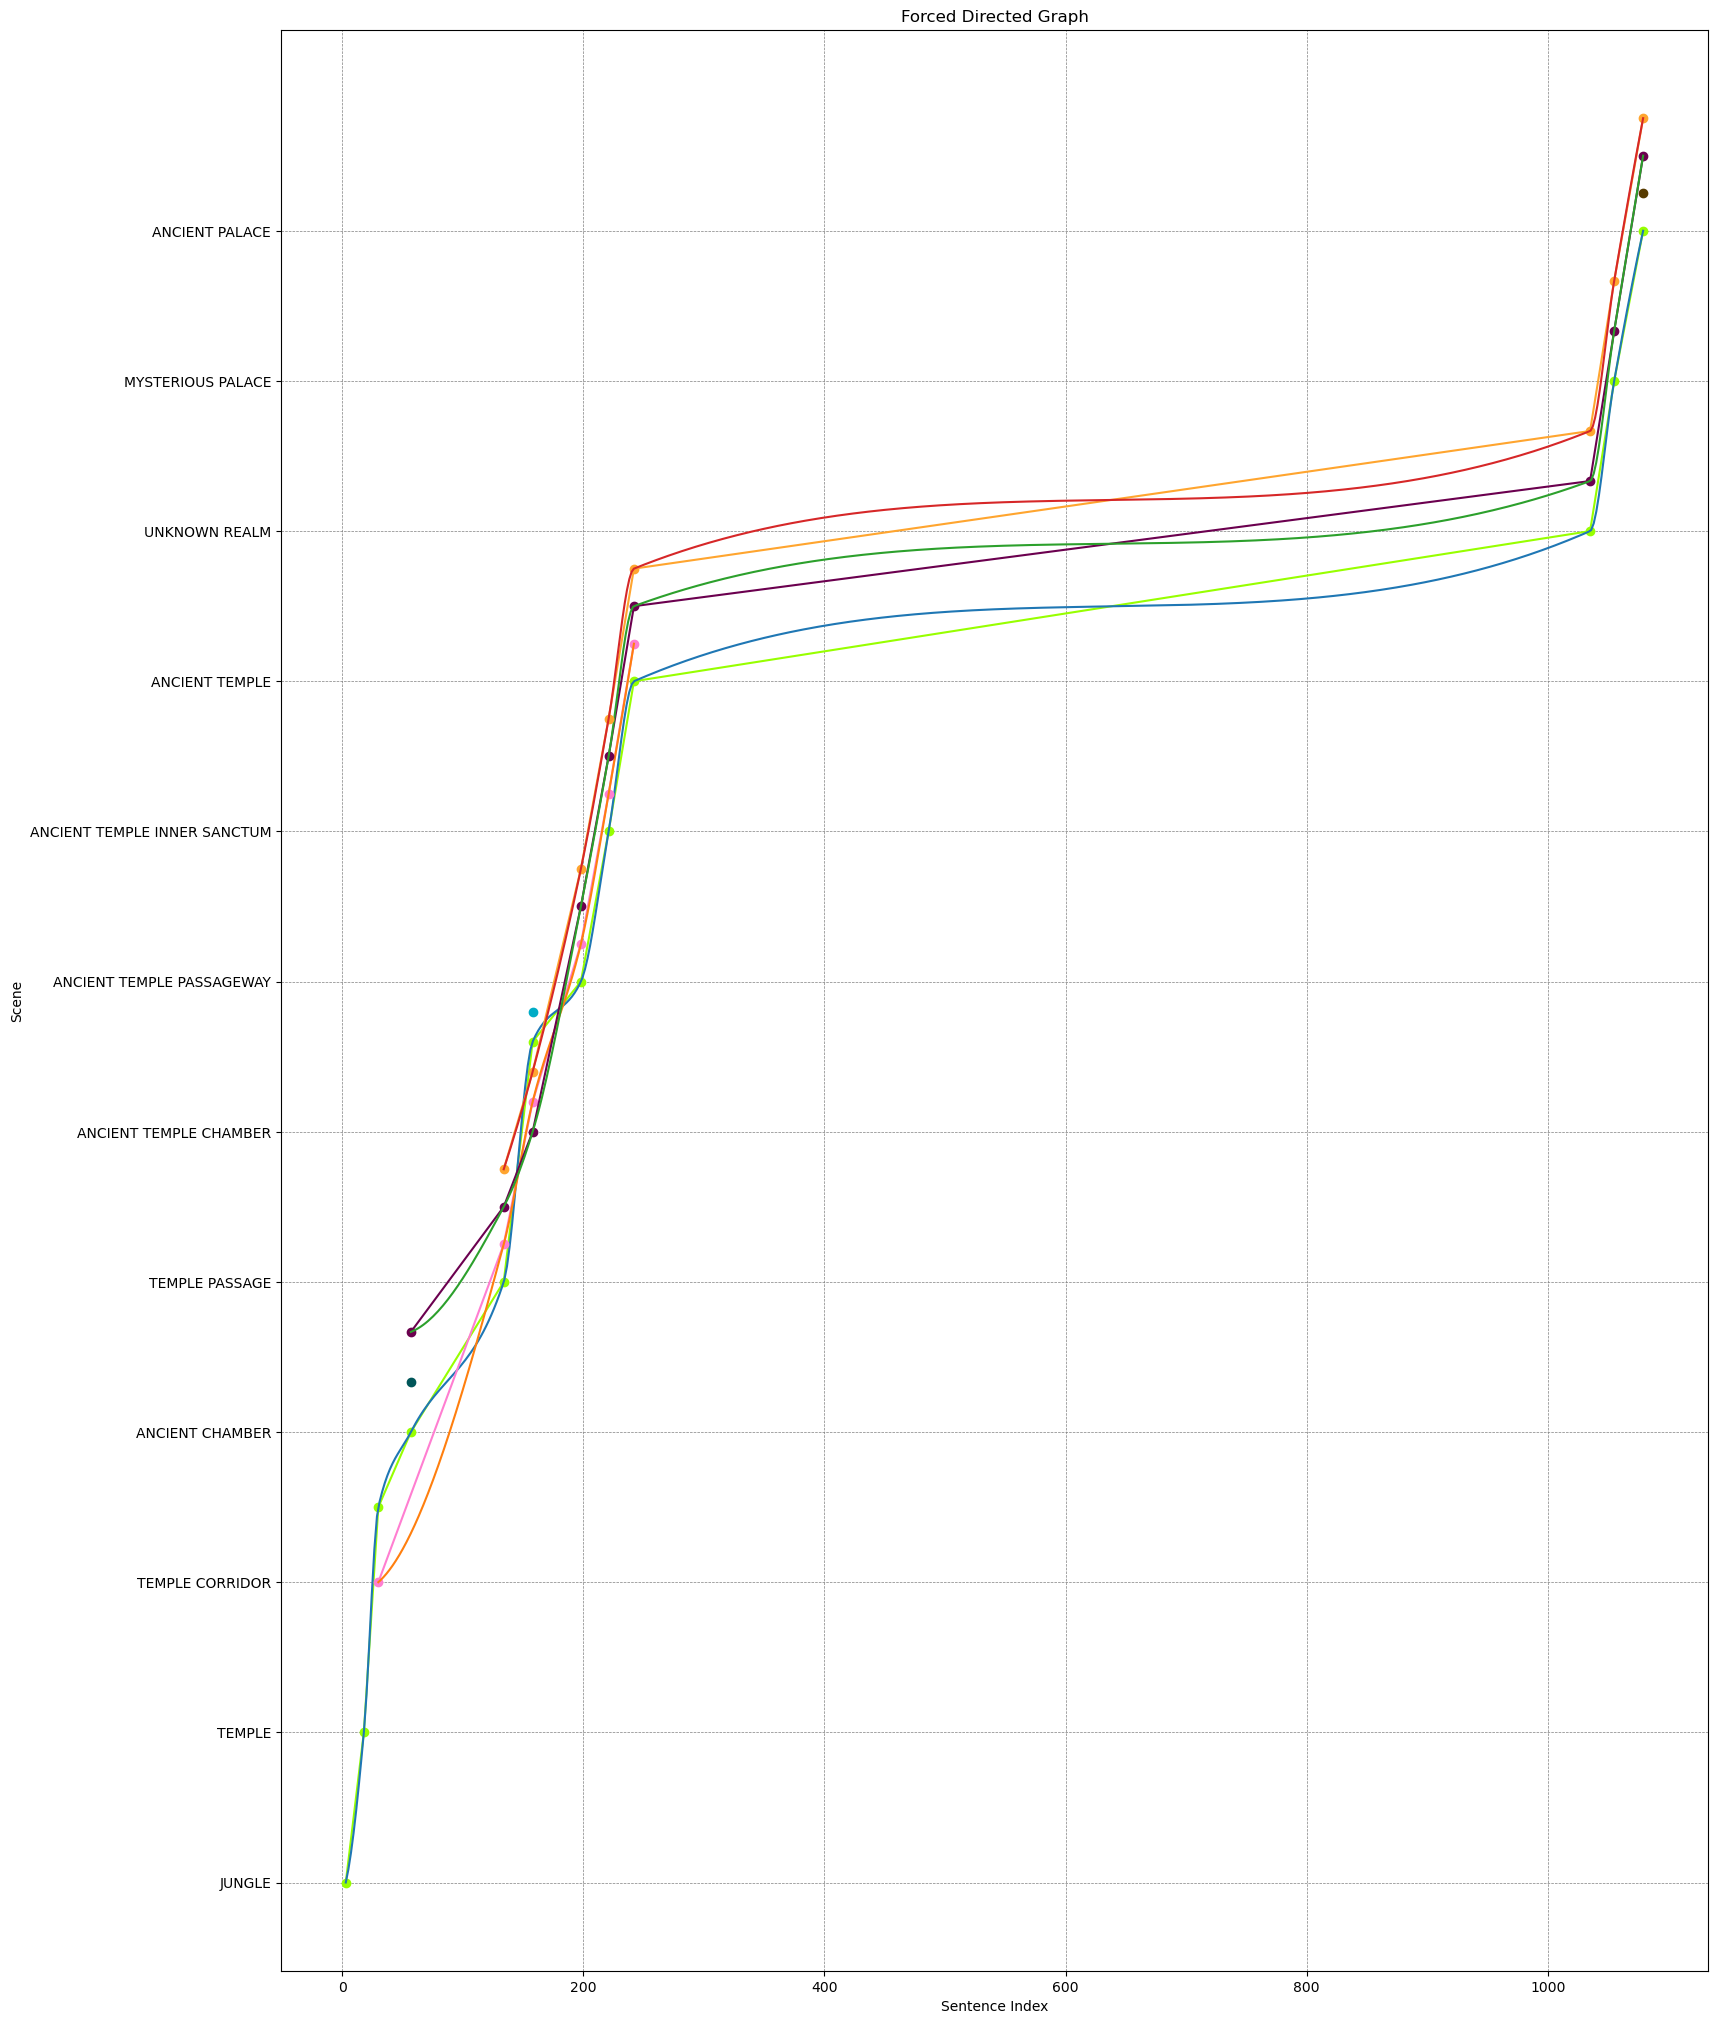 Forced Directed Graph
ANCIENT PALACE
MYSTERIOUS PALACE
UNKNOWN REALM
ANCIENT TEMPLE
ANCIENT TEMPLE INNER SANCTUM
ANCIENT TEMPLE PASSAGEWAY
ANCIENT TEMPLE CHAMBER
TEMPLE PASSAGE
ANCIENT CHAMBER
TEMPLE CORRIDOR
TEMPLE
JUNGLE
Scene
0 200 400 600 800 1000
Sentence Index